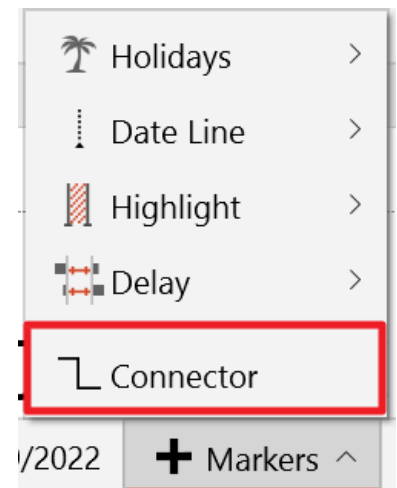 Holidays
Date Line
Highlight
Delay
Connector
/2022 Markers